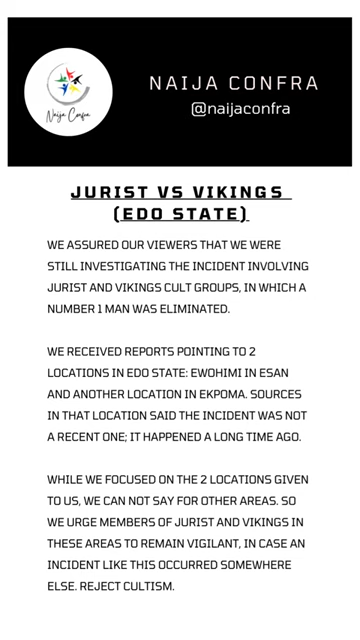 Naija Confra
NAIJA CONFRA
@naijaconfra
JURIST VS VIKINGS
(EDO STATE)
WE ASSURED OUR VIEWERS THAT WE WERE
STILL INVESTIGATING THE INCIDENT INVOLVING
JURIST AND VIKINGS CULT GROUPS, IN WHICH A
NUMBER 1 MAN WAS ELIMINATED.
WE RECEIVED REPORTS POINTING TO 2
LOCATIONS IN EDO STATE: EWOHIMI IN ESAN
AND ANOTHER LOCATION IN EKPOMA. SOURCES
IN THAT LOCATION SAID THE INCIDENT WAS NOT
A RECENT ONE; IT HAPPENED A LONG TIME AGO.
WHILE WE FOCUSED ON THE 2 LOCATIONS GIVEN
TO US, WE CAN NOT SAY FOR OTHER AREAS. SO
WE URGE MEMBERS OF JURIST AND VIKINGS IN
THESE AREAS TO REMAIN VIGILANT, IN CASE AN
INCIDENT LIKE THIS OCCURRED SOMEWHERE
ELSE. REJECT CULTISM.